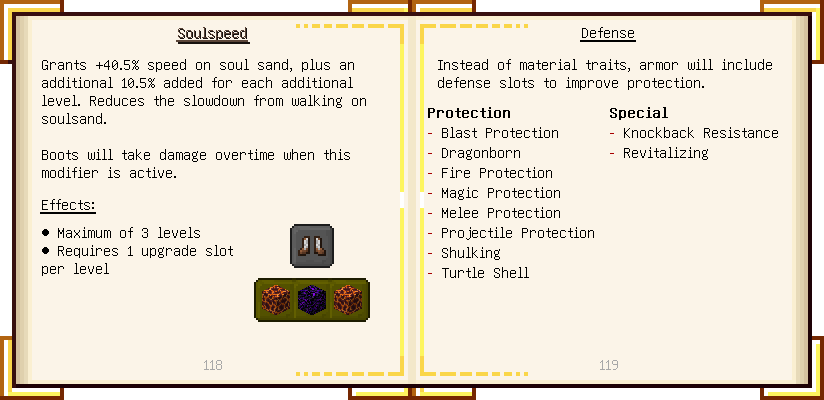 Soulspeed
Grants +40.5% speed on soul sand, plus an
additional 10.5% added for each additional
level. Reduces the slowdown from walking on
soulsand.
Boots will take damage overtime when this
modifier is active.
Effects:
● Maximum of 3 levels
● Requires 1 upgrade slot
per level
118
Defense
Instead of material traits, armor will include
defense slots to improve protection.
Protection
- Blast Protection
- Dragonborn
- Fire Protection
- Magic Protection
- Melee Protection
- Projectile Protection
- Shulking
- Turtle Shell
Special
- Knockback Resistance
- Revitalizing
119